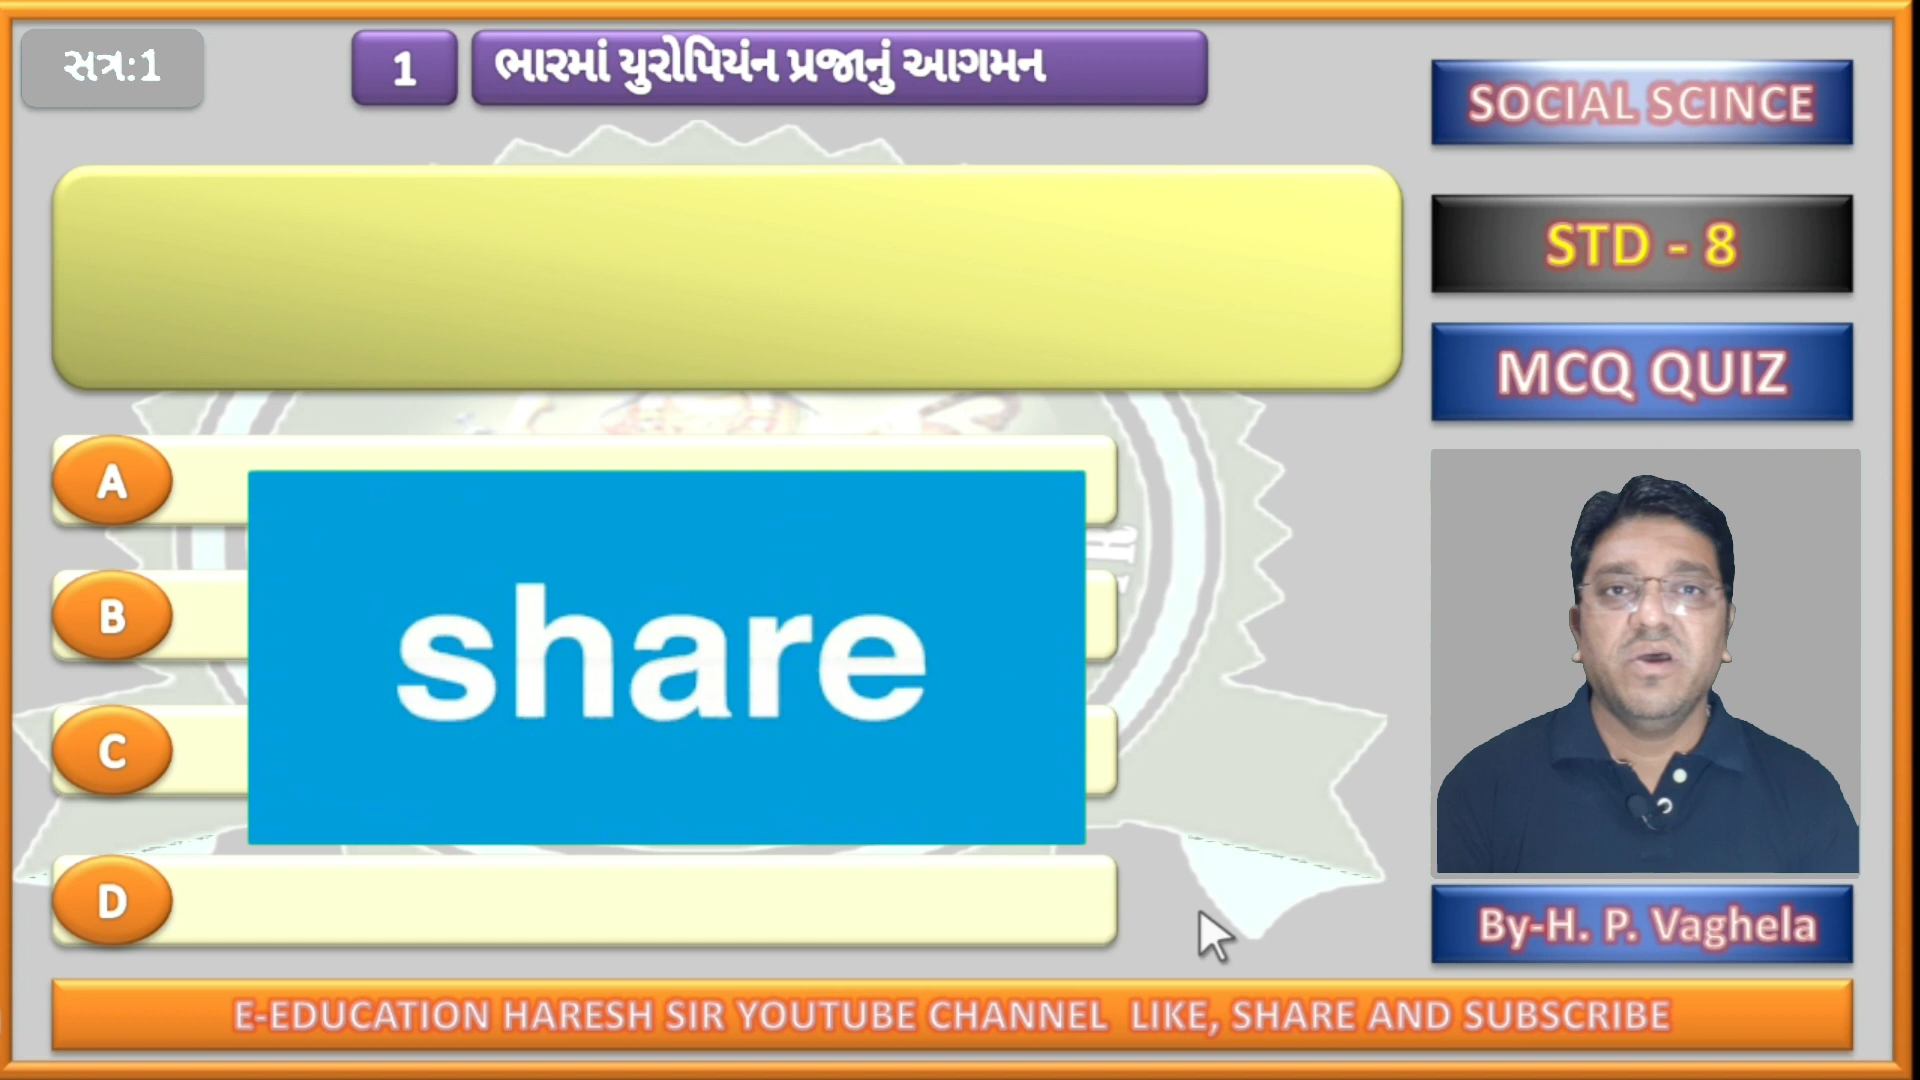 સત્ર:1
1
ભારમાં યુરોપિયંન પ્રજાનું આગમન
SOCIAL SCINCE
STD - 8
MCQ QUIZ
A
B
C
D
share
By-H. P. Vaghela
E-EDUCATION HARESH SIR YOUTUBE CHANNEL LIKE, SHARE AND SUBSCRIBE